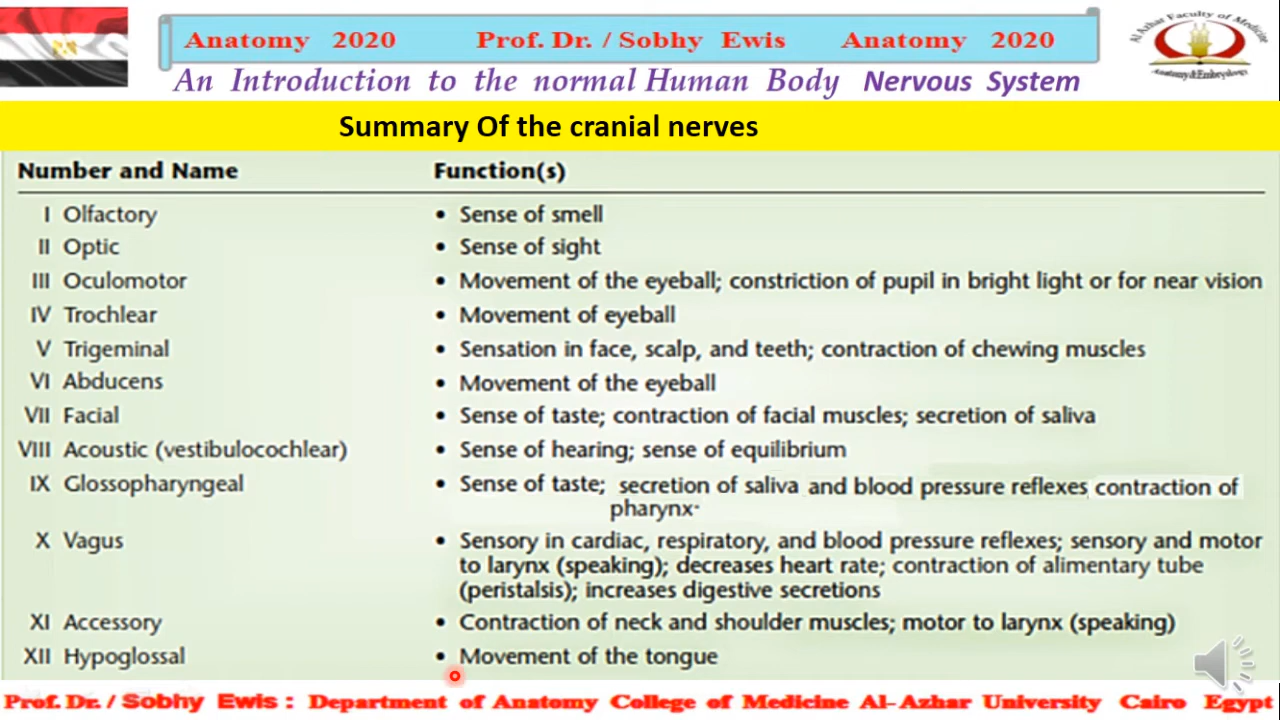 Anatomy 2020 Prof. Dr. / Sobhy Ewis Anatomy 2020
Al Azhar Faculty of Medicine
Anatomy & Embryology
An Introduction to the normal Human Body Nervous System
Summary Of the cranial nerves
Number and Name Function(s)
I Olfactory • Sense of smell
II Optic • Sense of sight
III Oculomotor • Movement of the eyeball; constriction of pupil in bright light or for near vision
IV Trochlear • Movement of eyeball
V Trigeminal • Sensation in face, scalp, and teeth; contraction of chewing muscles
VI Abducens • Movement of the eyeball
VII Facial • Sense of taste; contraction of facial muscles; secretion of saliva
VIII Acoustic (vestibulocochlear) • Sense of hearing; sense of equilibrium
IX Glossopharyngeal • Sense of taste; secretion of saliva and blood pressure reflexes contraction of
pharynx
X Vagus • Sensory in cardiac, respiratory, and blood pressure reflexes; sensory and motor
to larynx (speaking); decreases heart rate; contraction of alimentary tube
(peristalsis); increases digestive secretions
XI Accessory • Contraction of neck and shoulder muscles; motor to larynx (speaking)
XII Hypoglossal • Movement of the tongue
Prof. Dr. / Sobhy Ewis : Department of Anatomy College of Medicine Al-Azhar University Cairo Egypt